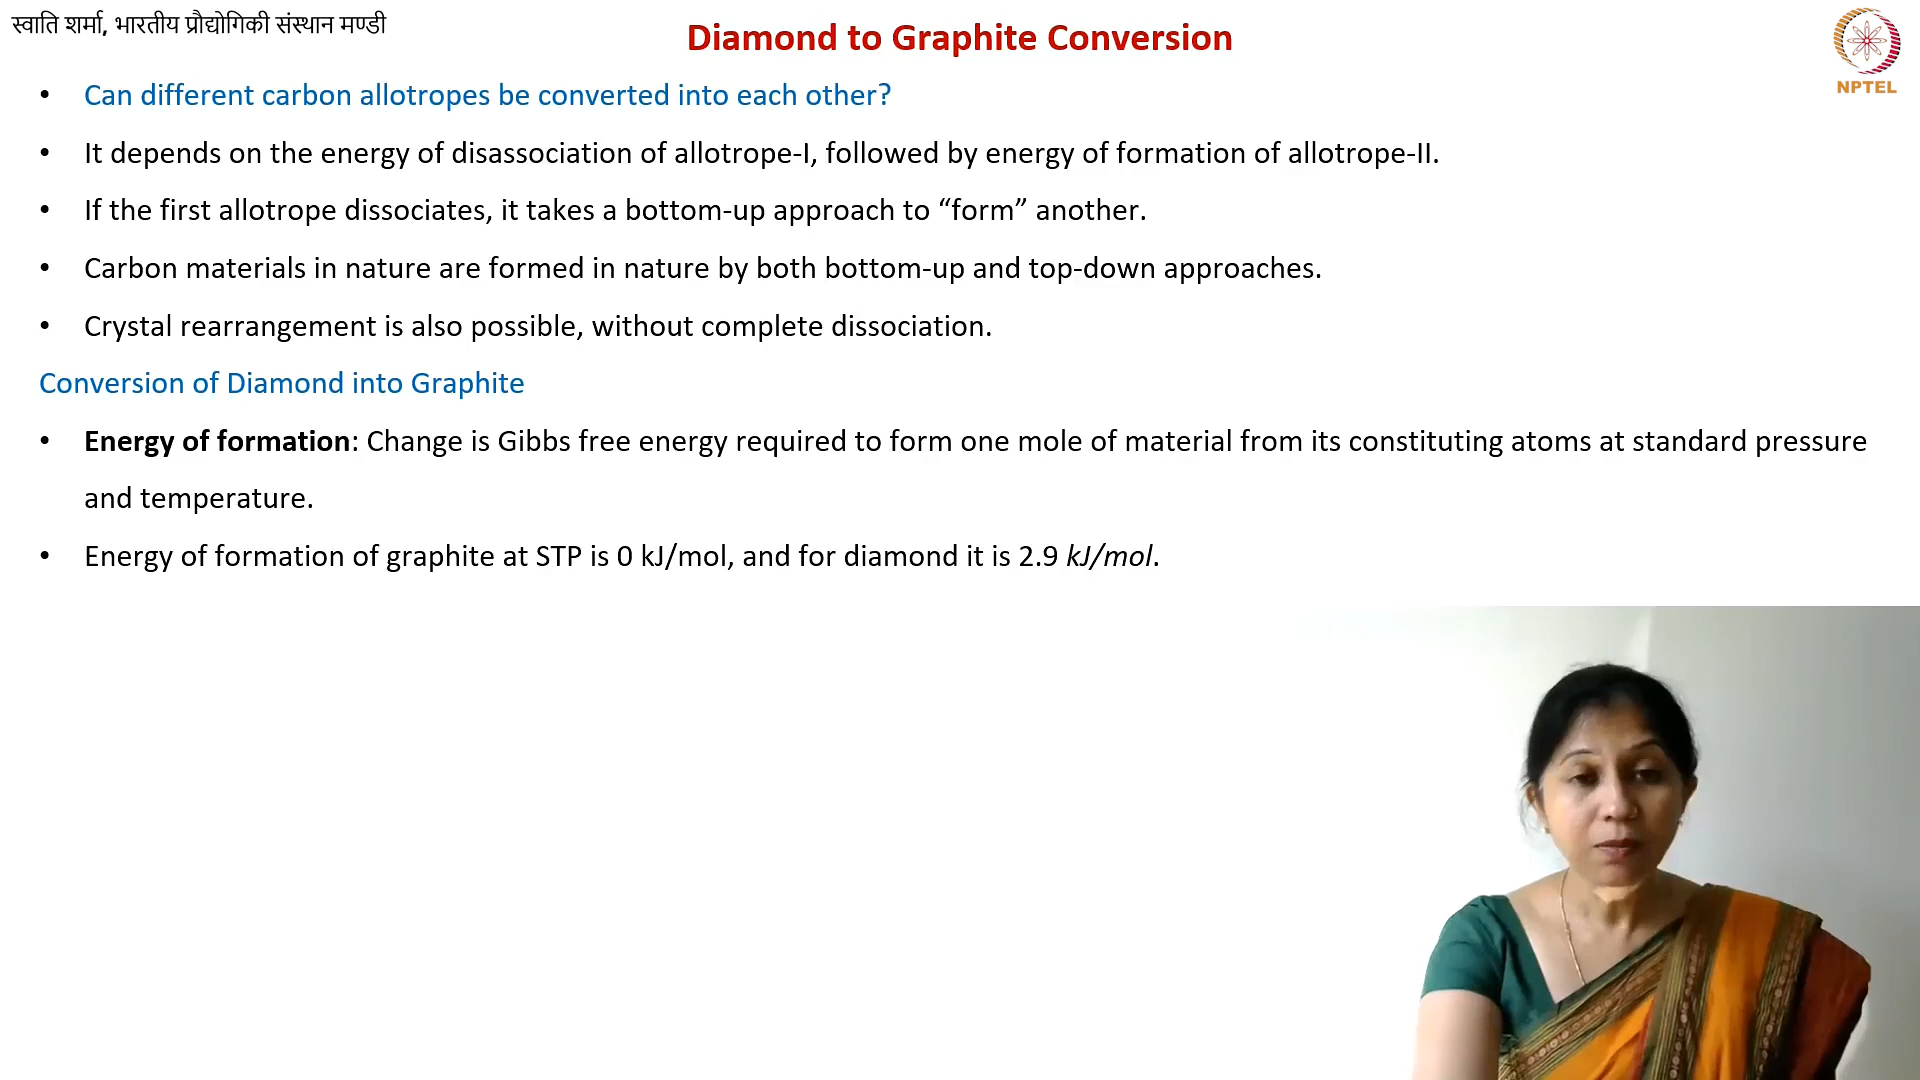 स्वाति शर्मा, भारतीय प्रौद्योगिकी संस्थान मण्डी
Diamond to Graphite Conversion
NPTEL
• Can different carbon allotropes be converted into each other?
• It depends on the energy of disassociation of allotrope-I, followed by energy of formation of allotrope-II.
• If the first allotrope dissociates, it takes a bottom-up approach to “form” another.
• Carbon materials in nature are formed in nature by both bottom-up and top-down approaches.
• Crystal rearrangement is also possible, without complete dissociation.
Conversion of Diamond into Graphite
• Energy of formation: Change is Gibbs free energy required to form one mole of material from its constituting atoms at standard pressure
and temperature.
• Energy of formation of graphite at STP is 0 kJ/mol, and for diamond it is 2.9 kJ/mol.